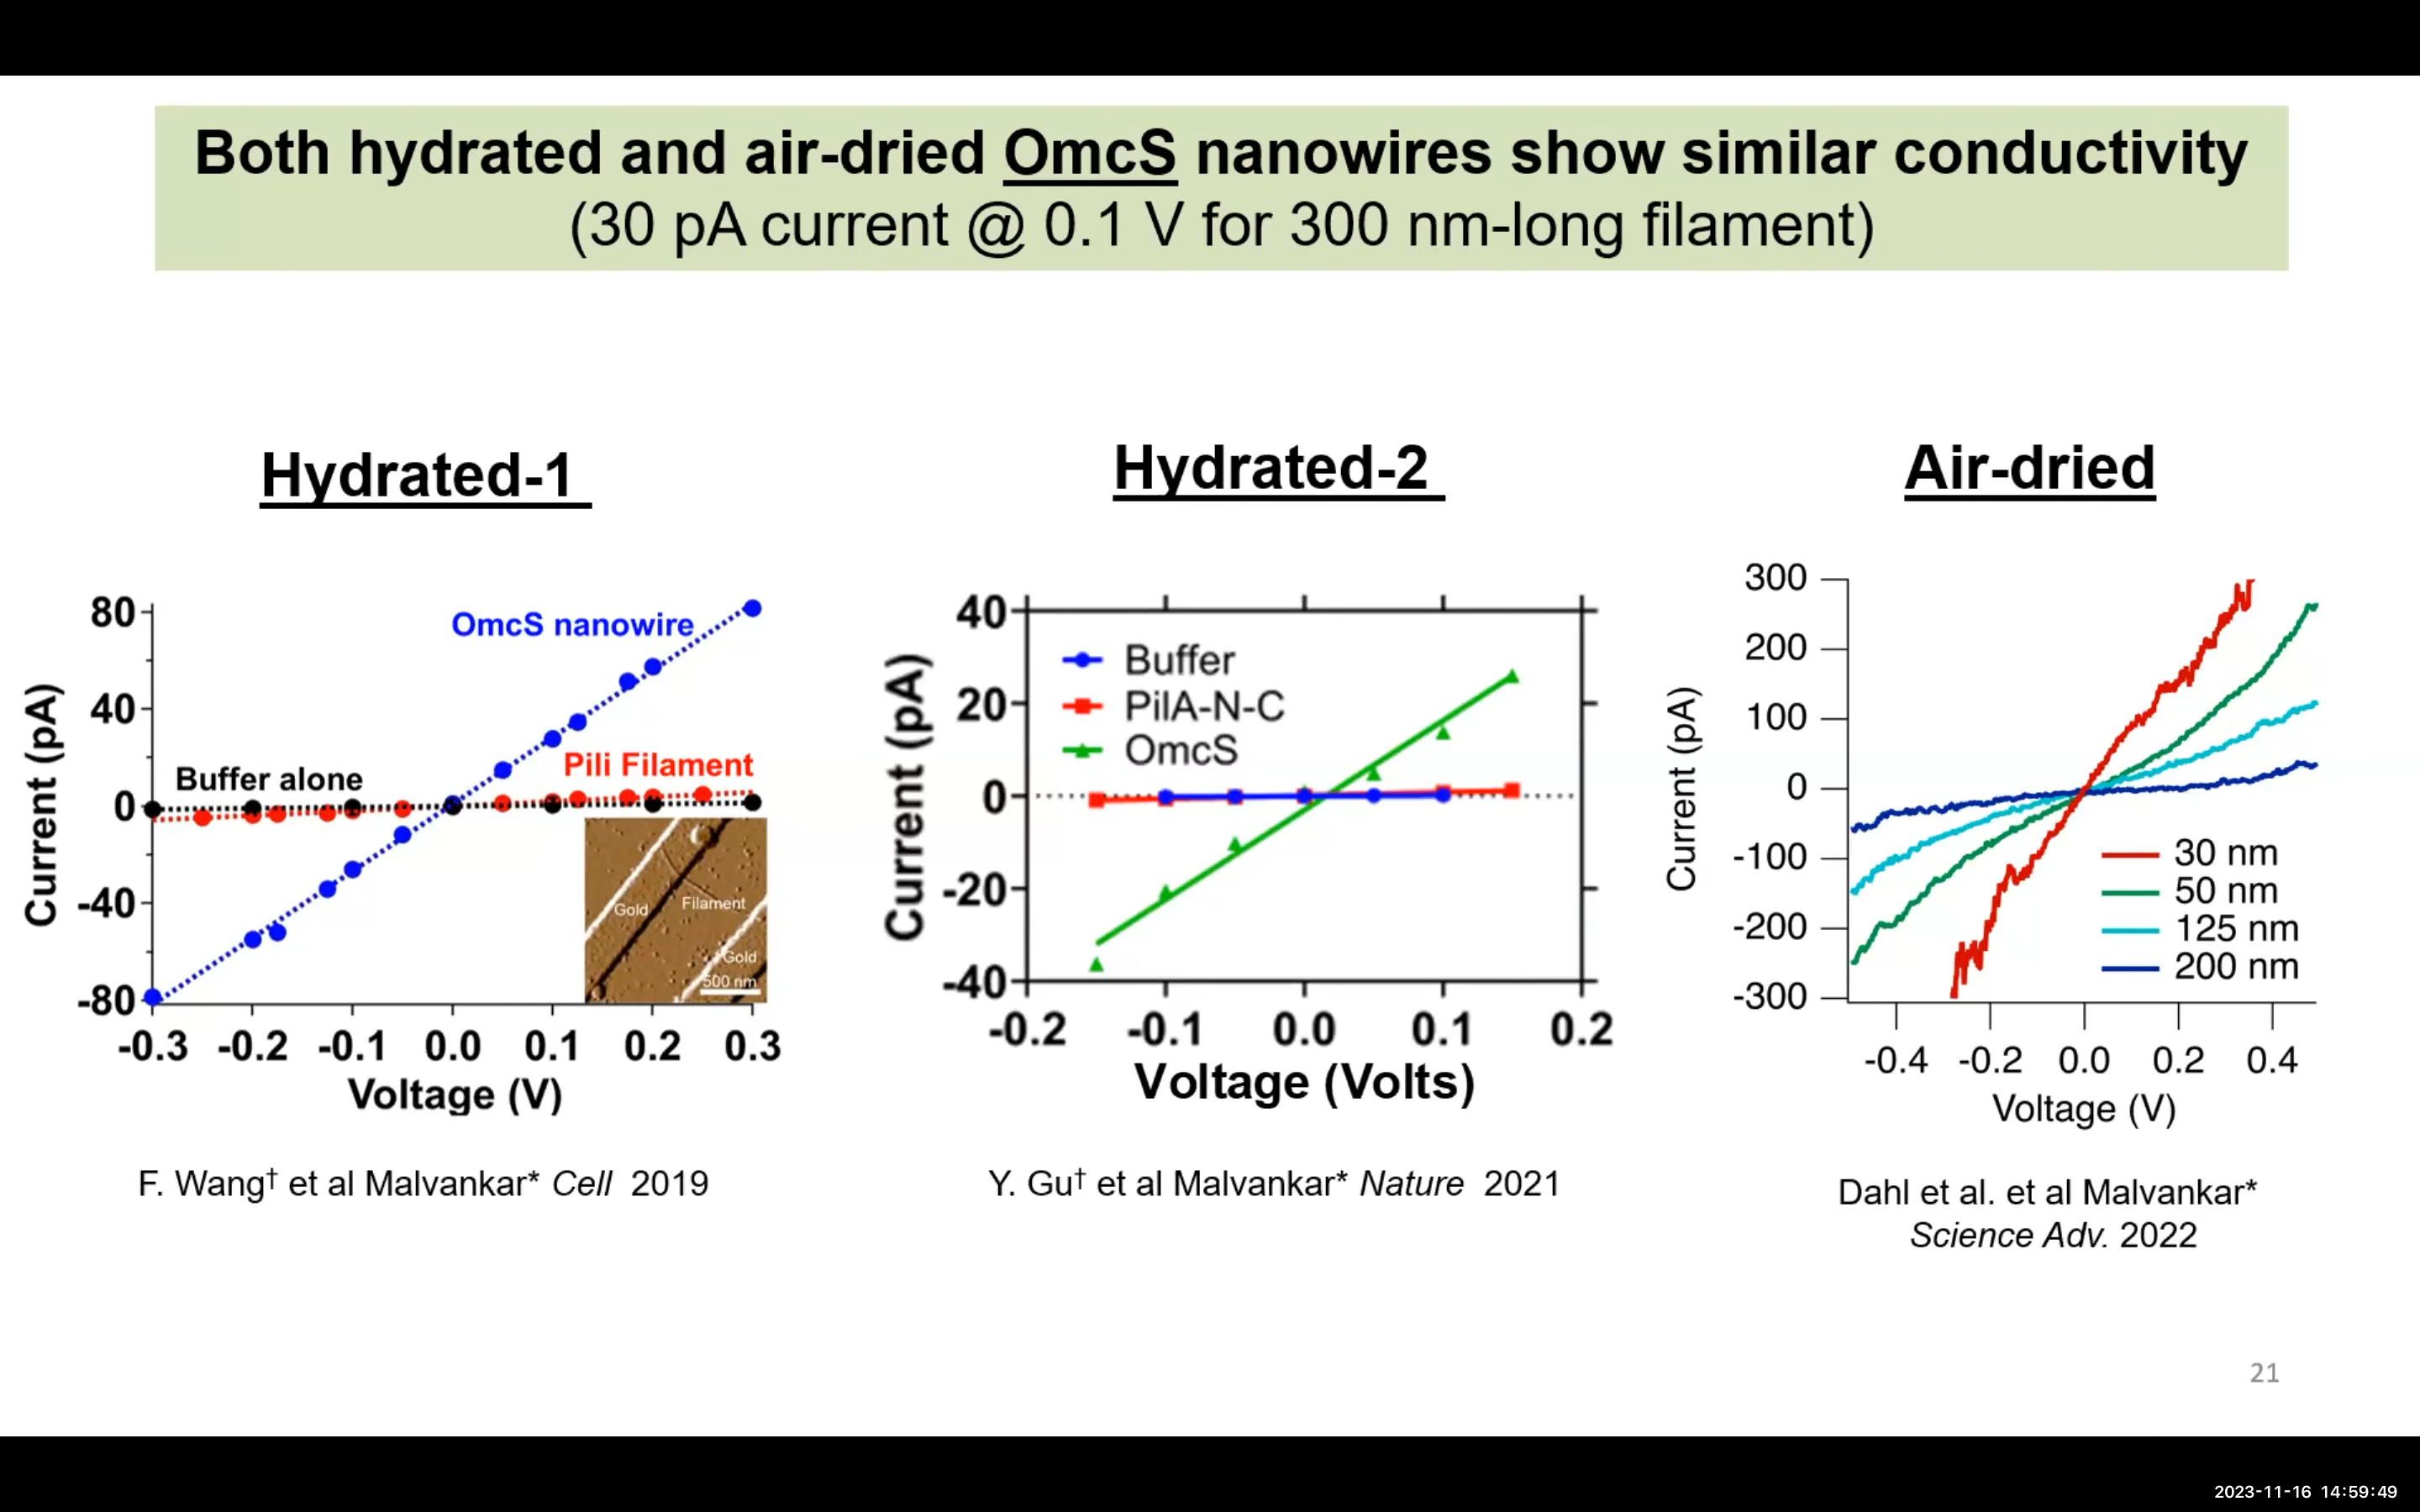 Both hydrated and air-dried OmcS nanowires show similar conductivity
(30 pA current @ 0.1 V for 300 nm-long filament)
Hydrated-1
80
40
0
-40
-80
Current (pA)
OmcS nanowire
Buffer alone
Pili Filament
Gold
Filament
Gold
500 nm
-0.3 -0.2 -0.1 0.0 0.1 0.2 0.3
Voltage (V)
F. Wang† et al Malvankar* Cell 2019
Hydrated-2
40
20
0
-20
-40
Current (pA)
Buffer
PilA-N-C
OmcS
-0.2 -0.1 0.0 0.1 0.2
Voltage (Volts)
Y. Gu† et al Malvankar* Nature 2021
Air-dried
300
200
100
0
-100
-200
-300
Current (pA)
30 nm
50 nm
125 nm
200 nm
-0.4 -0.2 0.0 0.2 0.4
Voltage (V)
Dahl et al. et al Malvankar*
Science Adv. 2022
21
2023-11-16 14:59:49